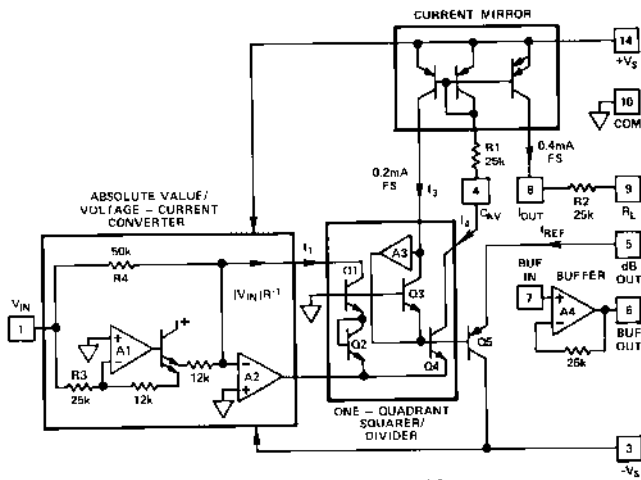 CURRENT MIRROR
14
+VS
10
COM
R1
25k
0.2mA
FS
0.4mA
FS
I3
4
CAV
I4
8
IOUT
R2
25k
9
RL
ABSOLUTE VALUE/
VOLTAGE – CURRENT
CONVERTER
IREF
5
dB
OUT
50k
R4
I1
|VIN|R-1
Q1
A3
Q3
BUF
IN
BUFFER
7
A4
6
BUF
OUT
25k
VIN
1
+
A1
+
–
Q2
Q4
Q5
R3
25k
12k
12k
–
A2
+
ONE – QUADRANT
SQUARER/
DIVIDER
3
-VS